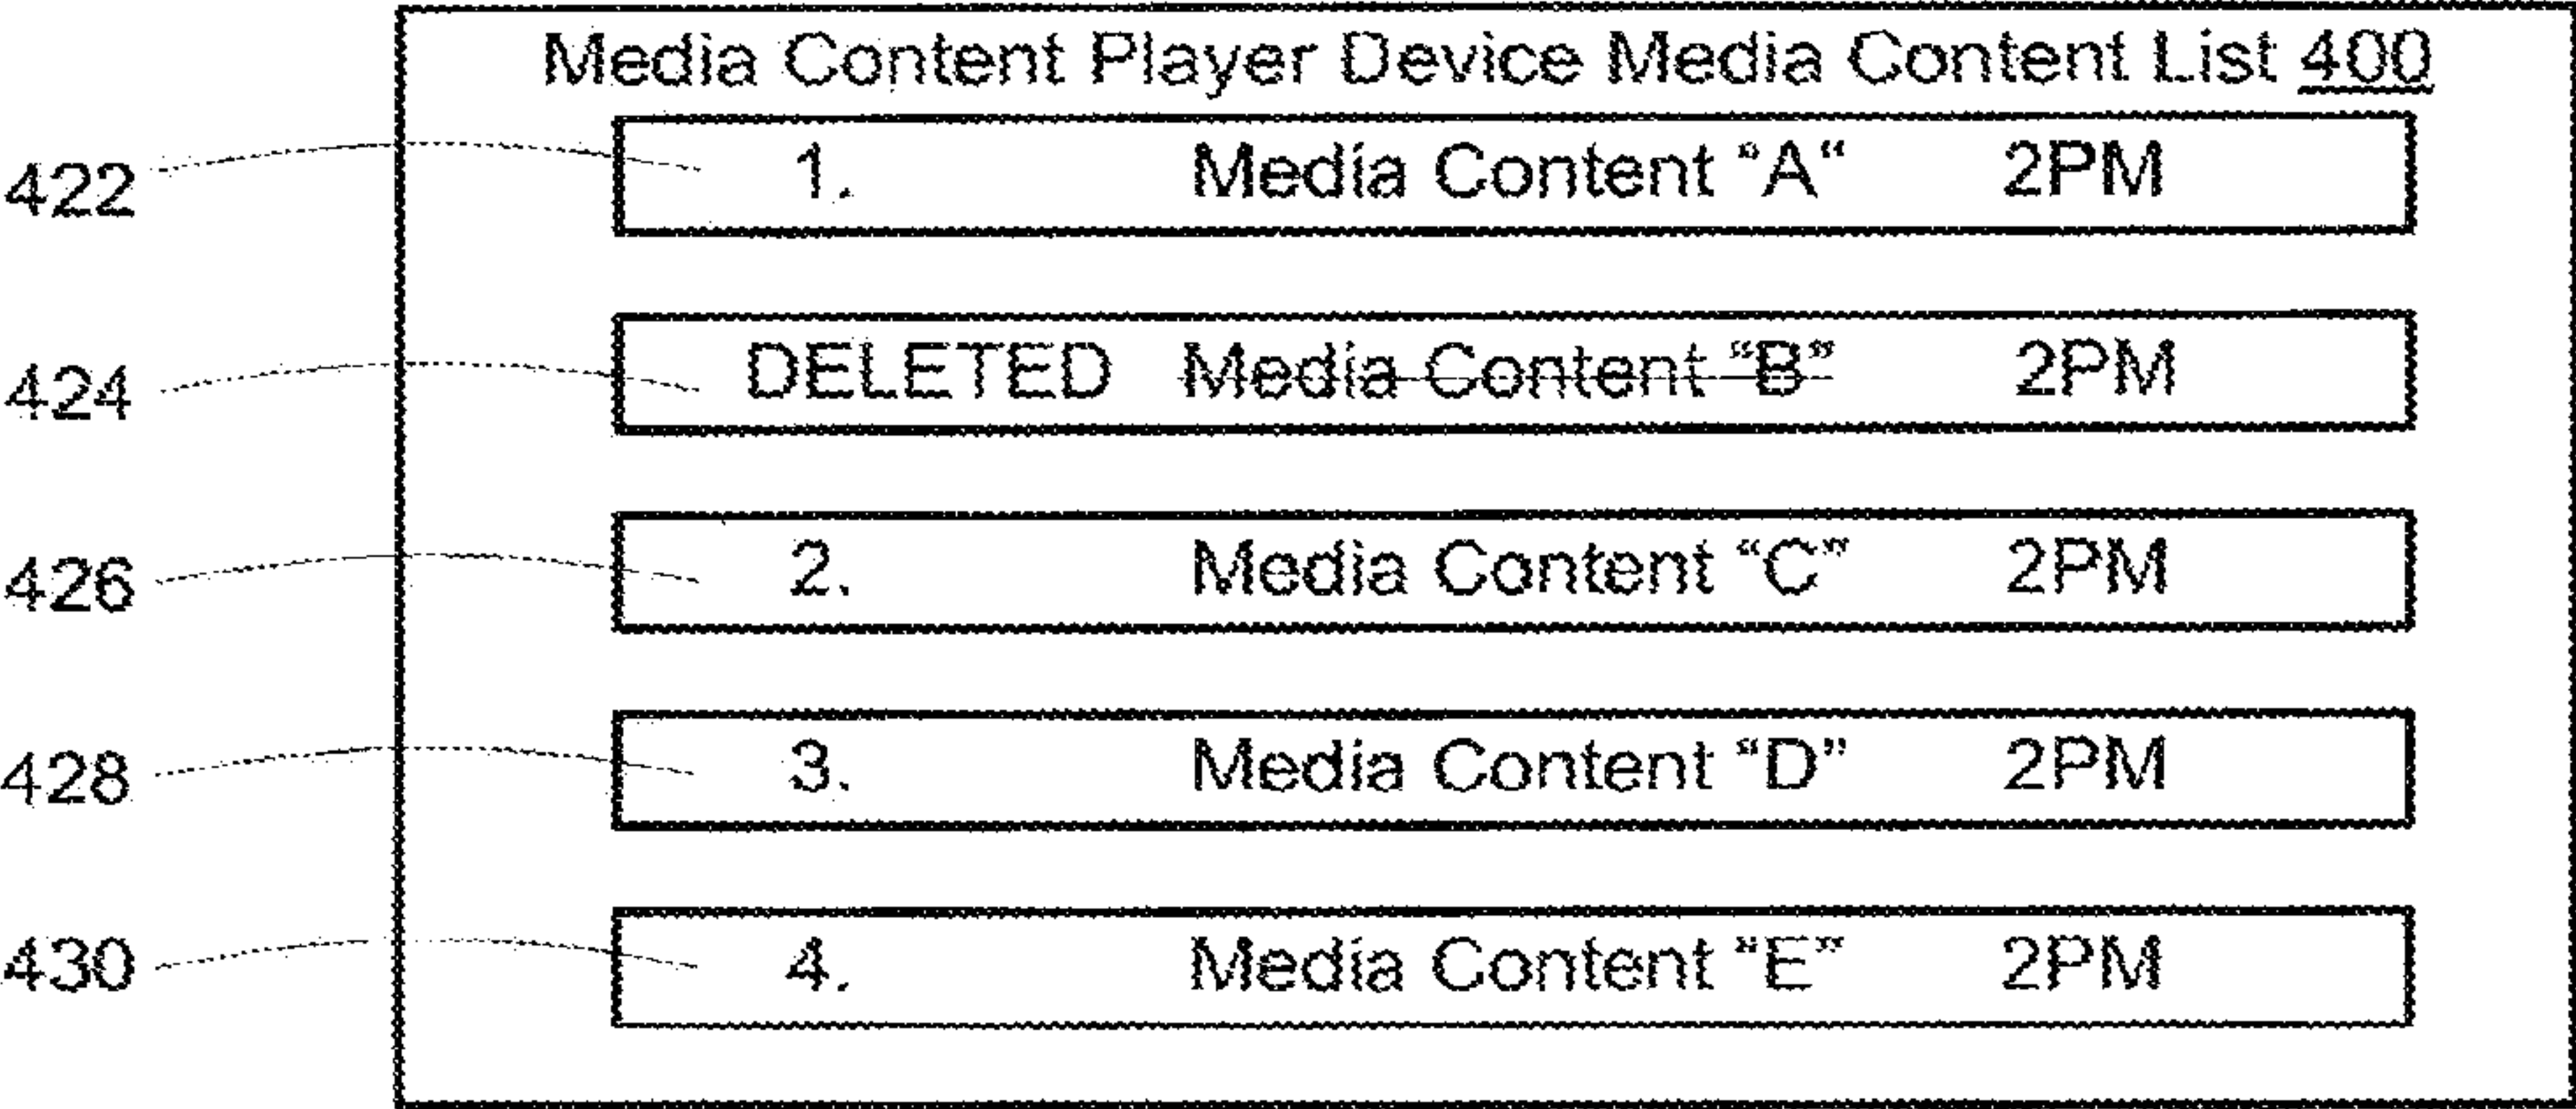 Media Content Player Device Media Content List 400
422 1. Media Content “A“ 2PM
424 DELETED Media Content “B” 2PM
426 2. Media Content “C” 2PM
428 3. Media Content “D” 2PM
430 4. Media Content “E” 2PM